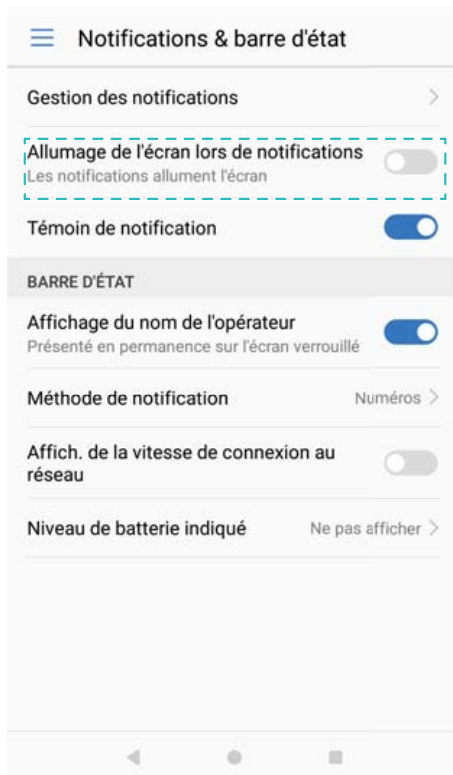 Notifications & barre d'état
Gestion des notifications
Allumage de l'écran lors de notifications
Les notifications allument l'écran
Témoin de notification
BARRE D'ÉTAT
Affichage du nom de l'opérateur
Présenté en permanence sur l'écran verrouillé
Méthode de notification Numéros
Affich. de la vitesse de connexion au
réseau
Niveau de batterie indiqué Ne pas afficher